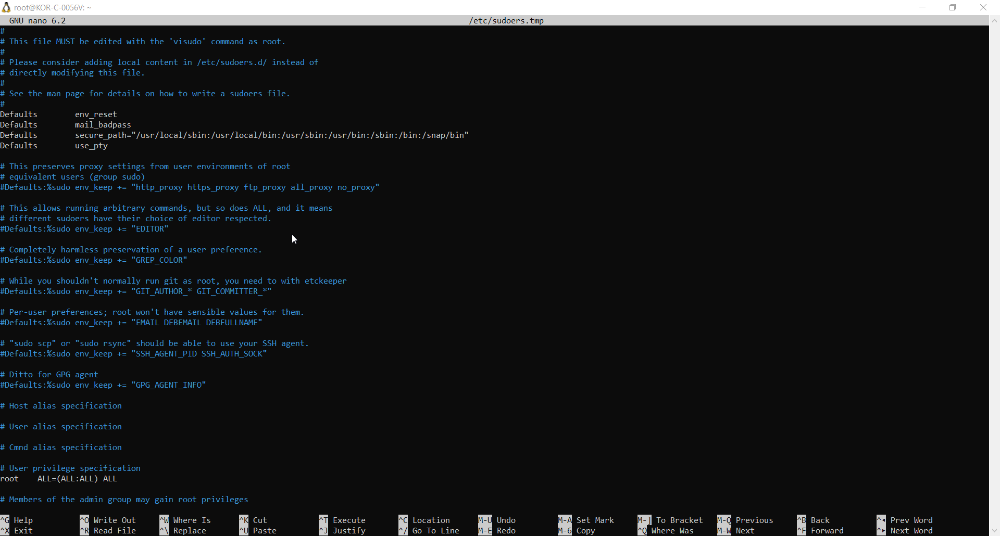 root@KOR-C-0056V: ~
GNU nano 6.2 /etc/sudoers.tmp
#
# This file MUST be edited with the 'visudo' command as root.
#
# Please consider adding local content in /etc/sudoers.d/ instead of
# directly modifying this file.
#
# See the man page for details on how to write a sudoers file.
#
Defaults        env_reset
Defaults        mail_badpass
Defaults        secure_path="/usr/local/sbin:/usr/local/bin:/usr/sbin:/usr/bin:/sbin:/bin:/snap/bin"
Defaults        use_pty

# This preserves proxy settings from user environments of root
# equivalent users (group sudo)
#Defaults:%sudo env_keep += "http_proxy https_proxy ftp_proxy all_proxy no_proxy"

# This allows running arbitrary commands, but so does ALL, and it means
# different sudoers have their choice of editor respected.
#Defaults:%sudo env_keep += "EDITOR"

# Completely harmless preservation of a user preference.
#Defaults:%sudo env_keep += "GREP_COLOR"

# While you shouldn't normally run git as root, you need to with etckeeper
#Defaults:%sudo env_keep += "GIT_AUTHOR_* GIT_COMMITTER_*"

# Per-user preferences; root won't have sensible values for them.
#Defaults:%sudo env_keep += "EMAIL DEBEMAIL DEBFULLNAME"

# "sudo scp" or "sudo rsync" should be able to use your SSH agent.
#Defaults:%sudo env_keep += "SSH_AGENT_PID SSH_AUTH_SOCK"

# Ditto for GPG agent
#Defaults:%sudo env_keep += "GPG_AGENT_INFO"

# Host alias specification

# User alias specification

# Cmnd alias specification

# User privilege specification
root    ALL=(ALL:ALL) ALL

# Members of the admin group may gain root privileges

^G Help ^O Write Out ^W Where Is ^K Cut ^T Execute ^C Location M-U Undo M-A Set Mark M-] To Bracket M-Q Previous ^B Back ^◂ Prev Word
^X Exit ^R Read File ^\ Replace ^U Paste ^J Justify ^/ Go To Line M-E Redo M-6 Copy ^Q Where Was M-W Next ^F Forward ^▸ Next Word